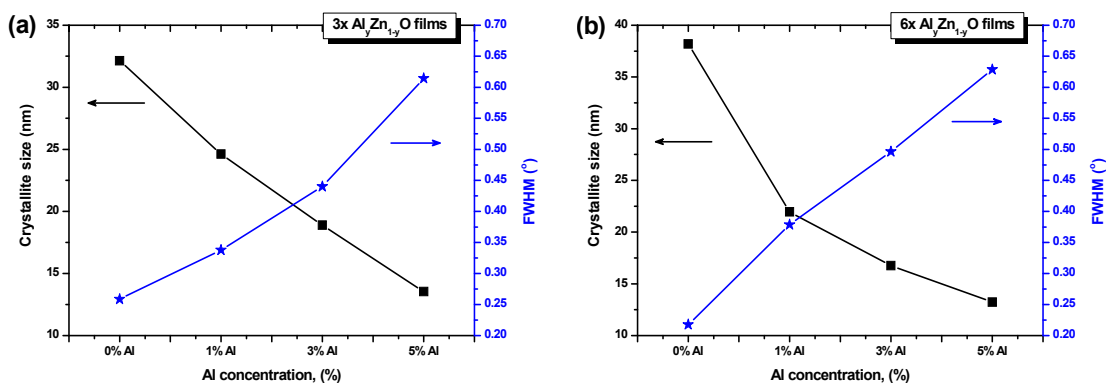 (a)
3x AlyZn1-yO films
Crystallite size (nm)
35
30
25
20
15
10
0.70
0.65
0.60
0.55
0.50
0.45
0.40
0.35
0.30
0.25
0.20
FWHM (o)
0% Al 1% Al 3% Al 5% Al
Al concentration, (%)
(b)
6x AlyZn1-yO films
Crystallite size (nm)
40
35
30
25
20
15
10
0.70
0.65
0.60
0.55
0.50
0.45
0.40
0.35
0.30
0.25
0.20
FWHM (o)
0% Al 1% Al 3% Al 5% Al
Al concentration, (%)